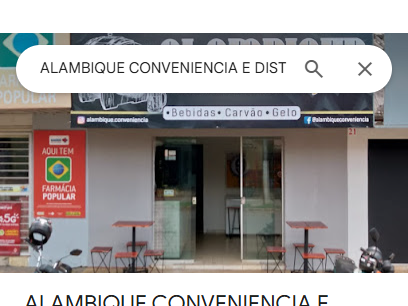 ALAMBIQUE CONVENIENCIA E DIST
POPULAR
•Bebidas•Carvão•Gelo
alambique.conveniencia
@alambiqueconveniencia
21
AQUI TEM
FARMÁCIA
POPULAR
ALAMBIQUE CONVENIENCIA E